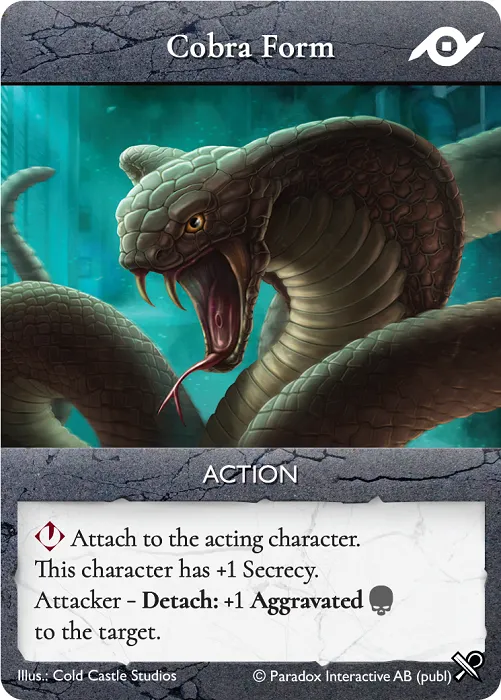 Cobra Form
ACTION
Attach to the acting character.
This character has +1 Secrecy.
Attacker – Detach: +1 Aggravated
to the target.
Illus.: Cold Castle Studios © Paradox Interactive AB (publ)